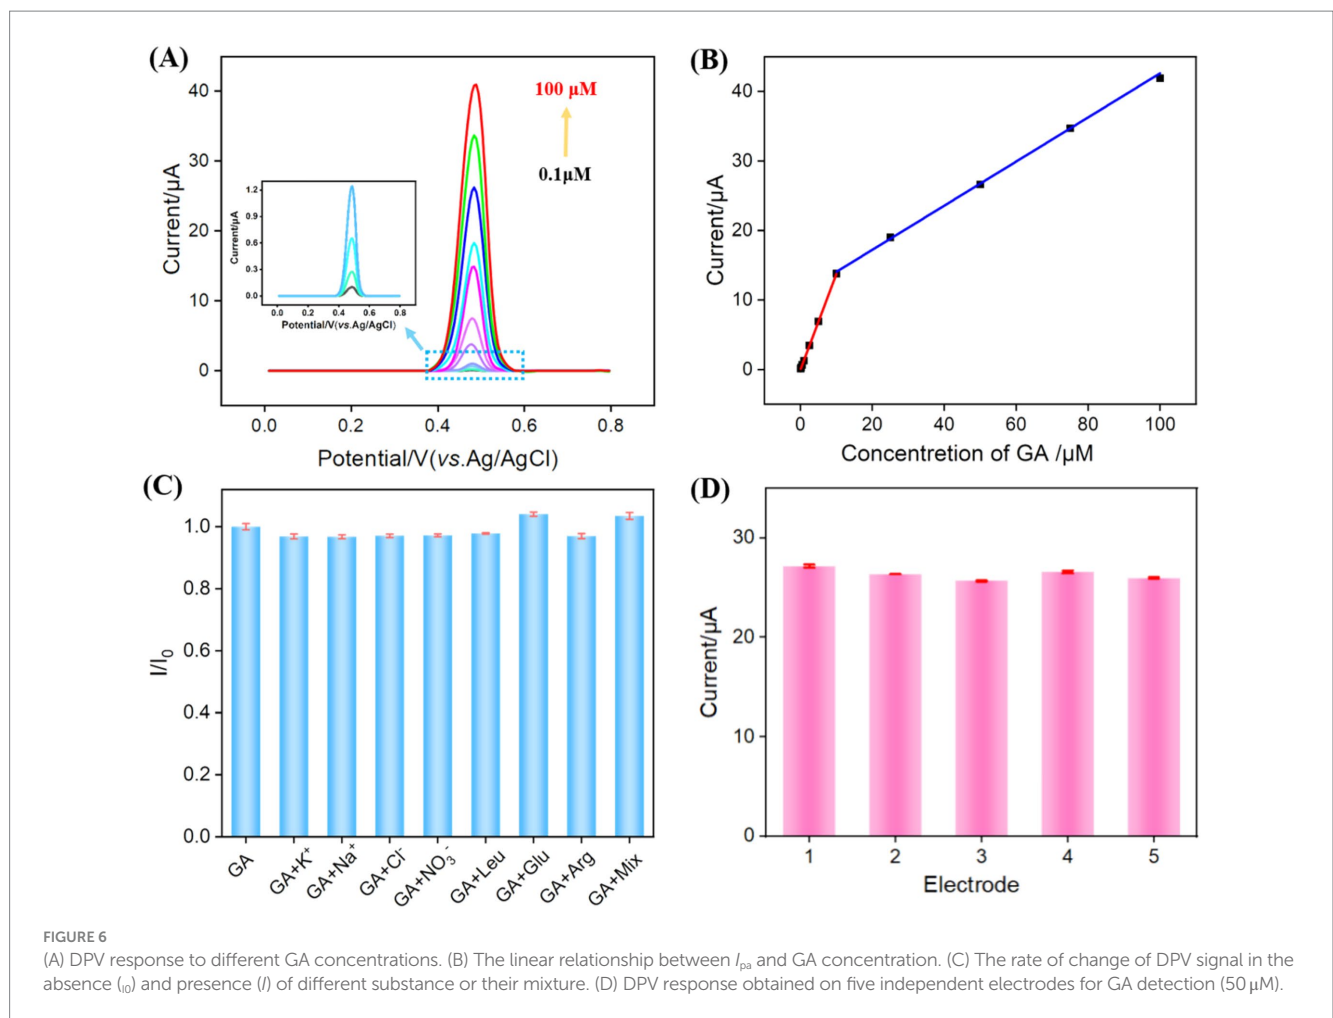 (A)
Current/μA
40
30
20
10
0
0.0 0.2 0.4 0.6 0.8
Potential/V(vs.Ag/AgCl)
100 μM
0.1μM
Current/μA
1.2
0.9
0.6
0.3
0.0
0.0 0.2 0.4 0.6 0.8
Potential/V(vs.Ag/AgCl)
(B)
Current/μA
40
30
20
10
0
0 20 40 60 80 100
Concentretion of GA /μM
(C)
I/I₀
1.0
0.8
0.6
0.4
0.2
0.0
GA
GA+K⁺
GA+Na⁺
GA+Cl⁻
GA+NO₃⁻
GA+Leu
GA+Glu
GA+Arg
GA+Mix
(D)
Current/μA
30
20
10
0
1 2 3 4 5
Electrode
FIGURE 6
(A) DPV response to different GA concentrations. (B) The linear relationship between Iₚₐ and GA concentration. (C) The rate of change of DPV signal in the
absence (₁₀) and presence (I) of different substance or their mixture. (D) DPV response obtained on five independent electrodes for GA detection (50 μM).